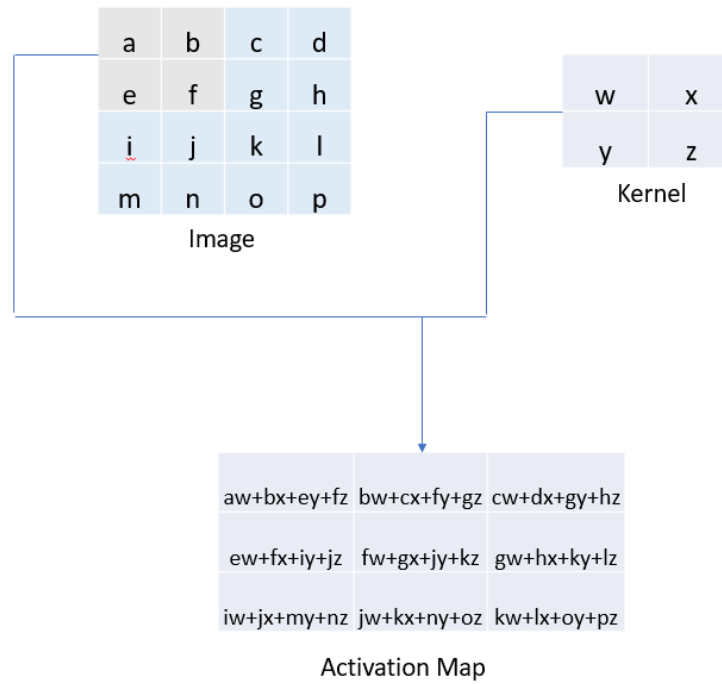 a b c d
e f g h
i j k l
m n o p
Image
w x
y z
Kernel
aw+bx+ey+fz bw+cx+fy+gz cw+dx+gy+hz
ew+fx+iy+jz fw+gx+jy+kz gw+hx+ky+lz
iw+jx+my+nz jw+kx+ny+oz kw+lx+oy+pz
Activation Map